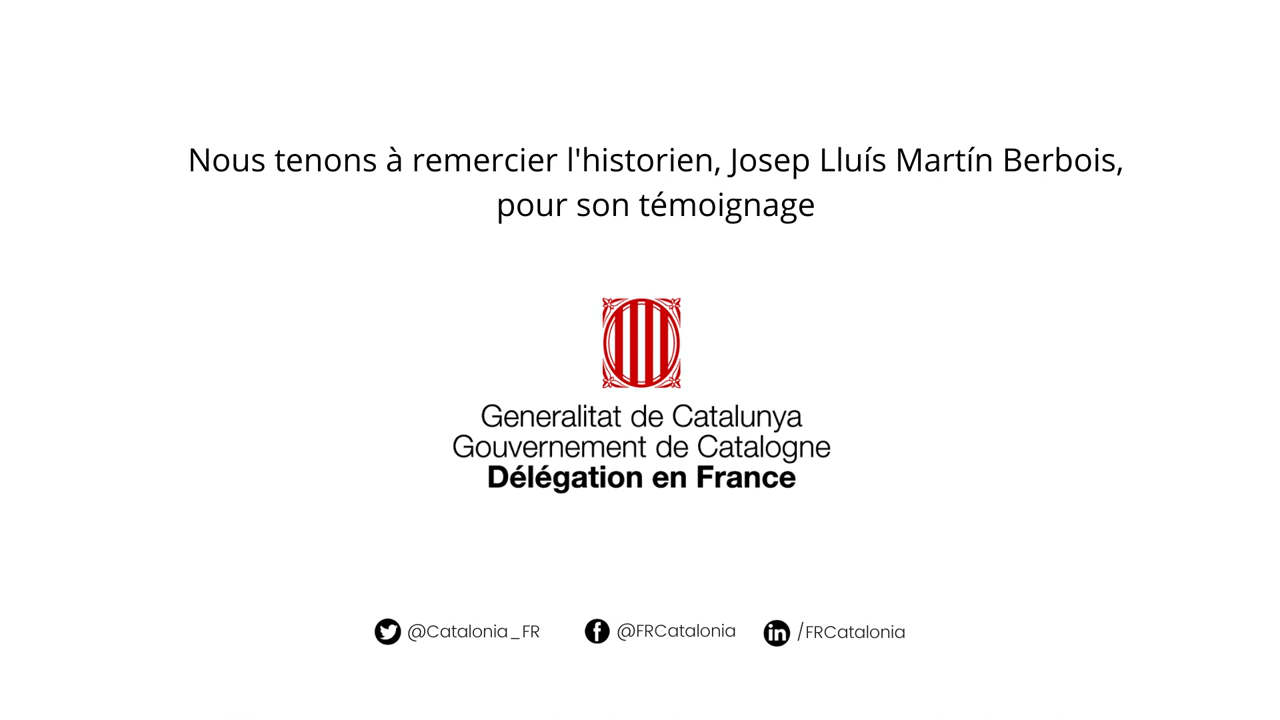 Nous tenons à remercier l'historien, Josep Lluís Martín Berbois,
pour son témoignage
Generalitat de Catalunya
Gouvernement de Catalogne
Délégation en France
@Catalonia_FR @FRCatalonia /FRCatalonia